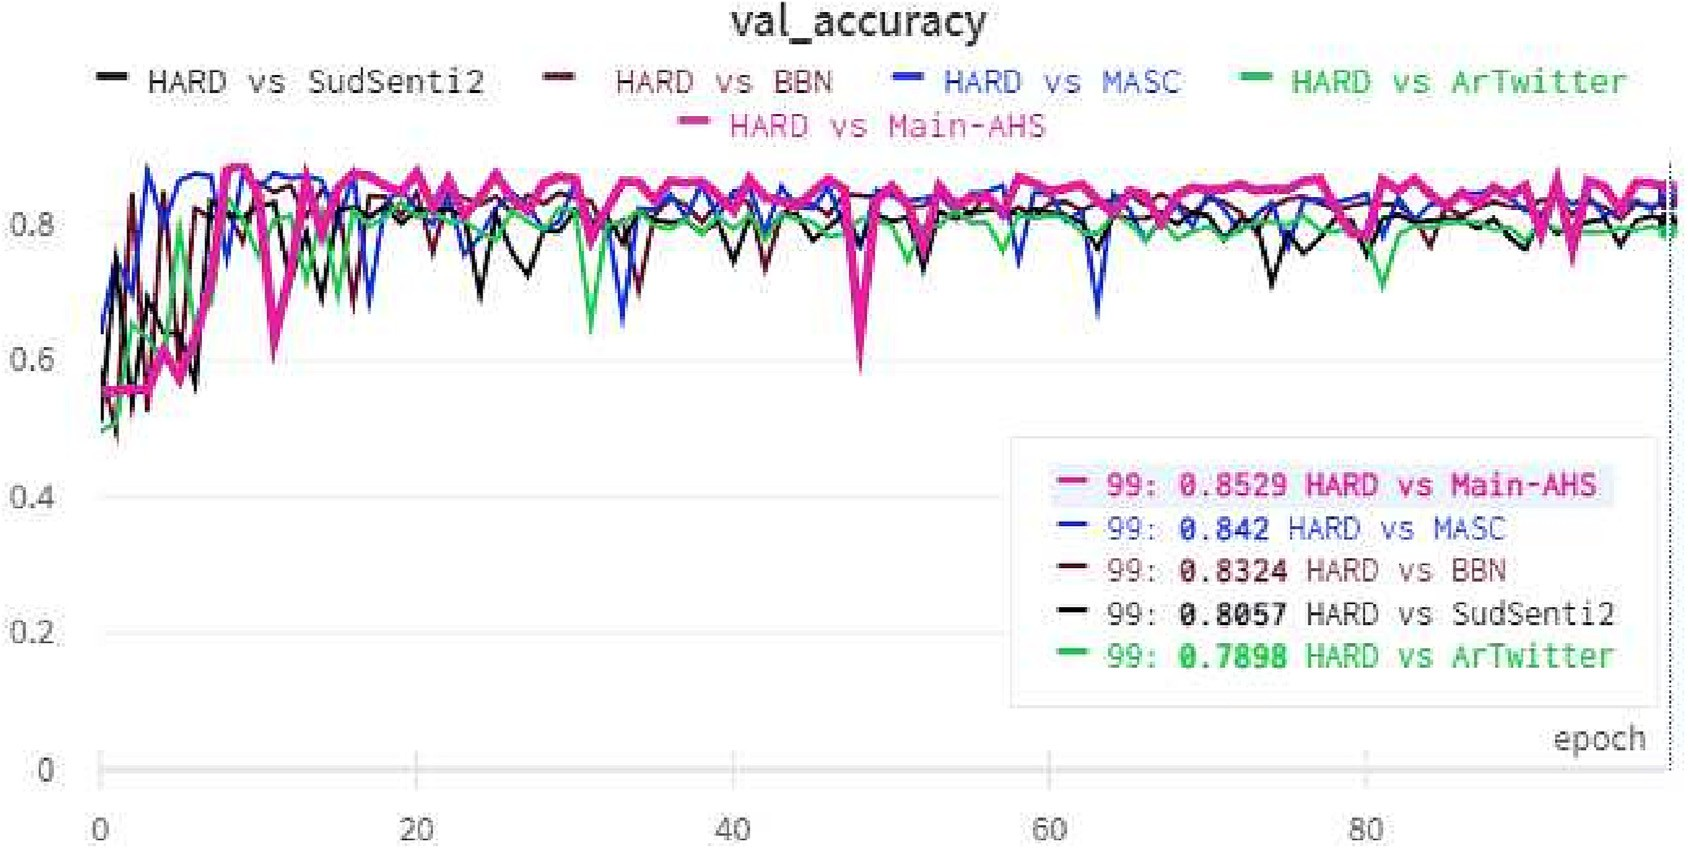 val_accuracy
HARD vs SudSenti2 HARD vs BBN HARD vs MASC HARD vs ArTwitter
HARD vs Main-AHS
0.8
0.6
0.4
0.2
0
99: 0.8529 HARD vs Main-AHS
99: 0.842 HARD vs MASC
99: 0.8324 HARD vs BBN
99: 0.8057 HARD vs SudSenti2
99: 0.7898 HARD vs ArTwitter
epoch
0 20 40 60 80